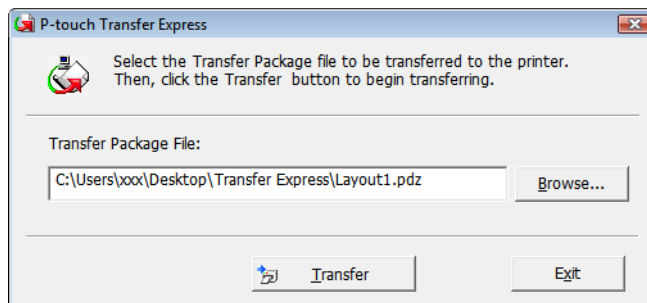 P-touch Transfer Express
Select the Transfer Package file to be transferred to the printer.
Then, click the Transfer button to begin transferring.
Transfer Package File:
C:\Users\xxx\Desktop\Transfer Express\Layout1.pdz
Browse...
Transfer
Exit